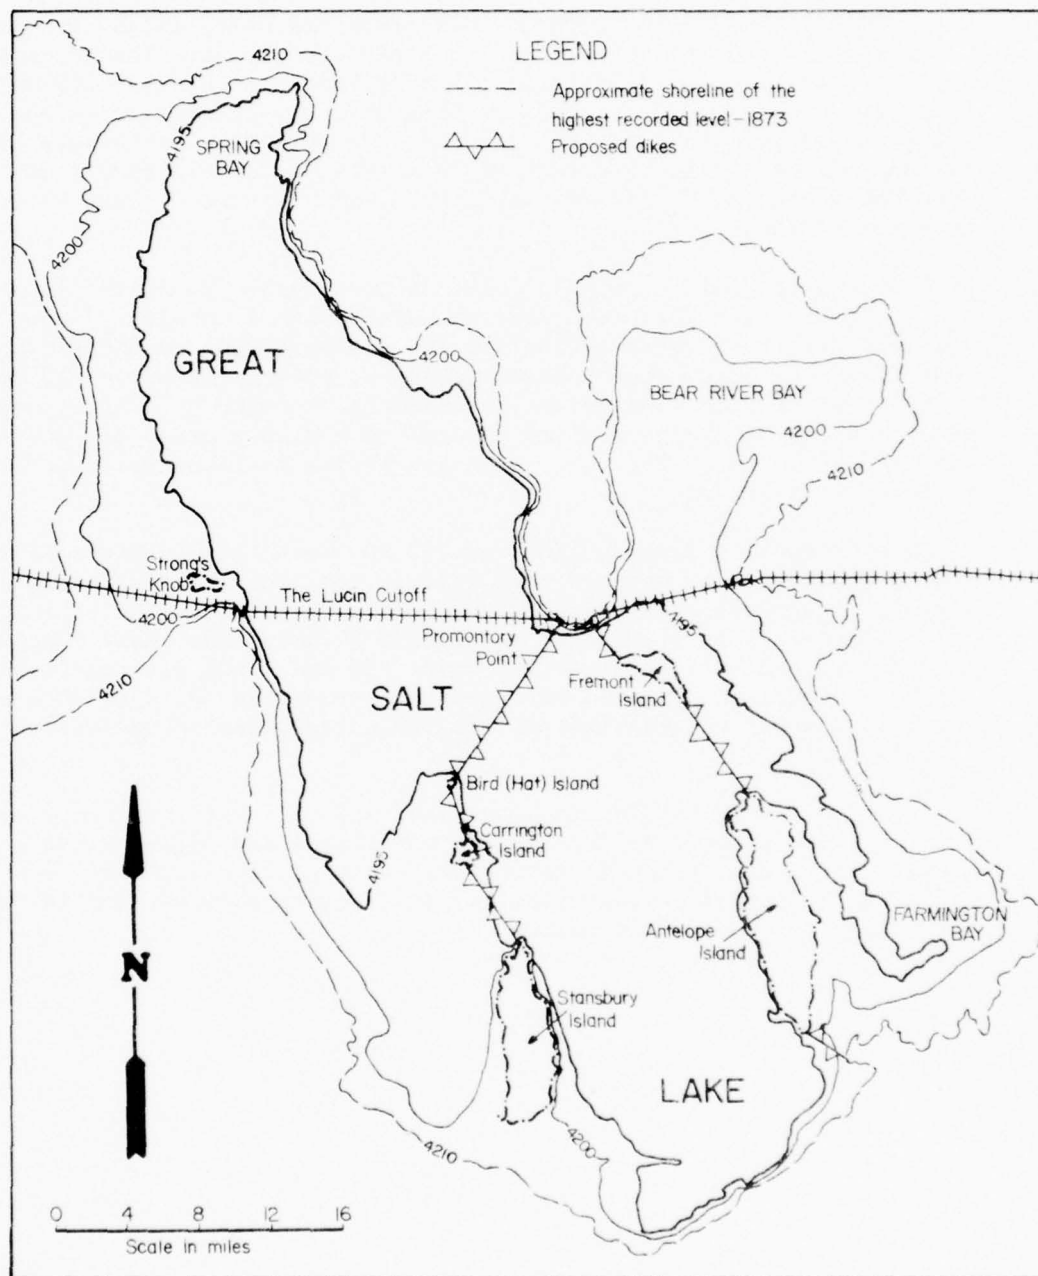 LEGEND
Approximate shoreline of the
highest recorded level-1873
Proposed dikes
4210
4195
SPRING
BAY
4200
GREAT
4200
BEAR RIVER BAY
4200
4210
Strong's
Knob
The Lucin Cutoff
4200
Promontory
Point
4195
4210
SALT
Fremont
Island
Bird (Hat) Island
Carrington
Island
4195
FARMINGTON
BAY
Antelope
Island
N
Stansbury
Island
LAKE
4200
4210
0 4 8 12 16
Scale in miles